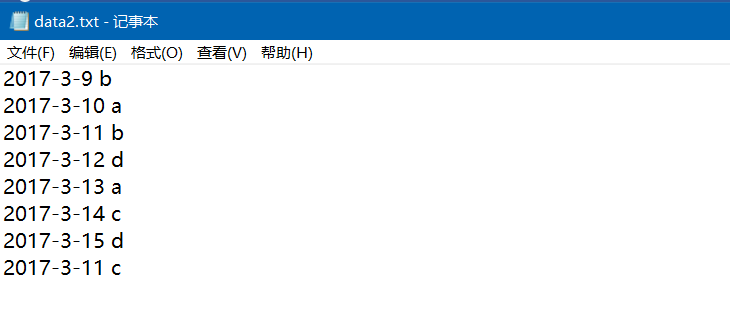 data2.txt - 记事本
文件(F) 编辑(E) 格式(O) 查看(V) 帮助(H)
2017-3-9 b
2017-3-10 a
2017-3-11 b
2017-3-12 d
2017-3-13 a
2017-3-14 c
2017-3-15 d
2017-3-11 c